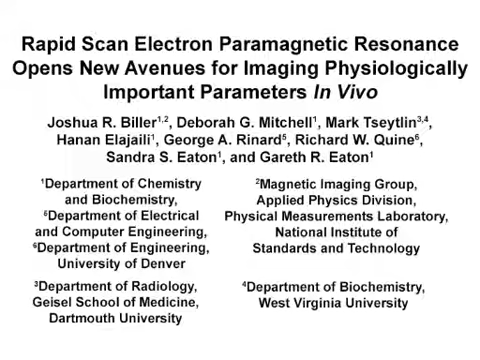 Rapid Scan Electron Paramagnetic Resonance
Opens New Avenues for Imaging Physiologically
Important Parameters In Vivo
Joshua R. Biller1,2, Deborah G. Mitchell1, Mark Tseytlin3,4,
Hanan Elajaili1, George A. Rinard5, Richard W. Quine6,
Sandra S. Eaton1, and Gareth R. Eaton1
1Department of Chemistry
and Biochemistry,
5Department of Electrical
and Computer Engineering,
6Department of Engineering,
University of Denver
2Magnetic Imaging Group,
Applied Physics Division,
Physical Measurements Laboratory,
National Institute of
Standards and Technology
3Department of Radiology,
Geisel School of Medicine,
Dartmouth University
4Department of Biochemistry,
West Virginia University